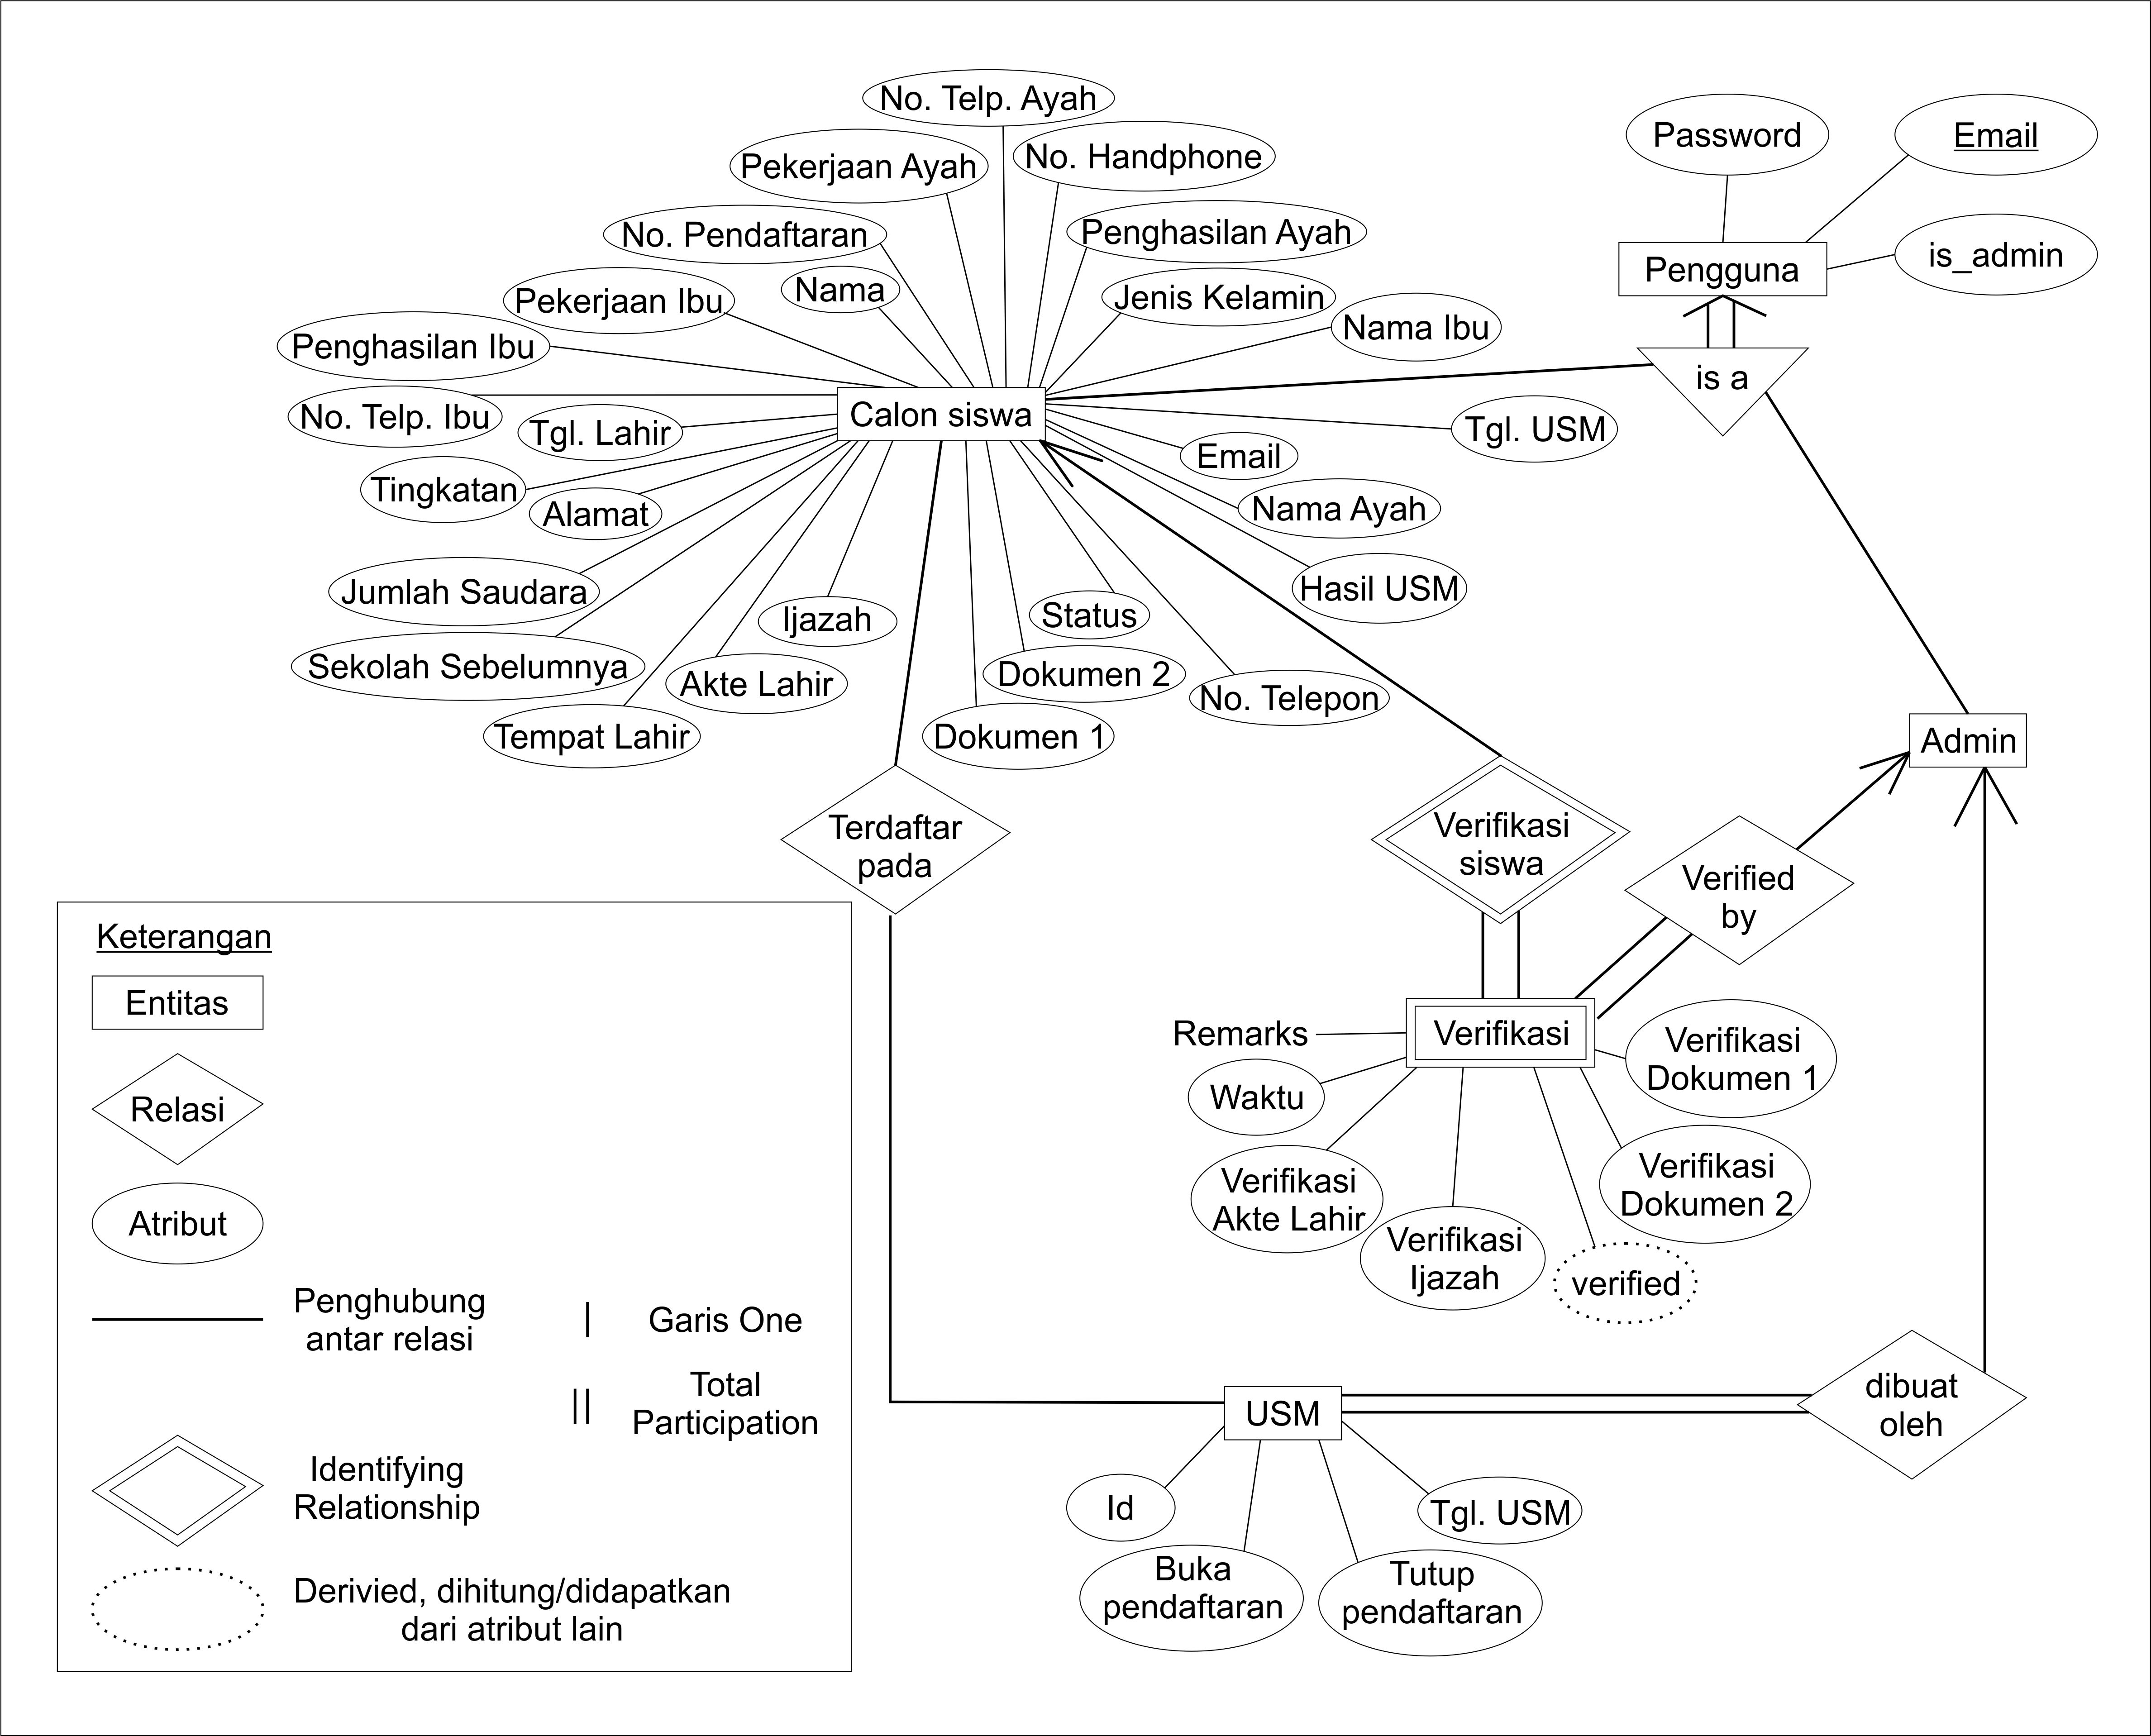 No. Telp. Ayah
Pekerjaan Ayah
No. Handphone
No. Pendaftaran
Penghasilan Ayah
Pekerjaan Ibu
Nama
Jenis Kelamin
Nama Ibu
Penghasilan Ibu
No. Telp. Ibu
Tgl. Lahir
Calon siswa
Tgl. USM
Email
Tingkatan
Alamat
Nama Ayah
Jumlah Saudara
Ijazah
Status
Hasil USM
Sekolah Sebelumnya
Akte Lahir
Dokumen 2
No. Telepon
Tempat Lahir
Dokumen 1
Password
Email
Pengguna
is_admin
is a
Admin
Terdaftar
pada
Verifikasi
siswa
Verified
by
Remarks
Verifikasi
Waktu
Verifikasi
Dokumen 1
Verifikasi
Akte Lahir
Verifikasi
Ijazah
verified
Verifikasi
Dokumen 2
dibuat
oleh
USM
Id
Buka
pendaftaran
Tutup
pendaftaran
Tgl. USM
Keterangan
Entitas
Relasi
Atribut
Penghubung
antar relasi
Garis One
Total
Participation
Identifying
Relationship
Derivied, dihitung/didapatkan
dari atribut lain